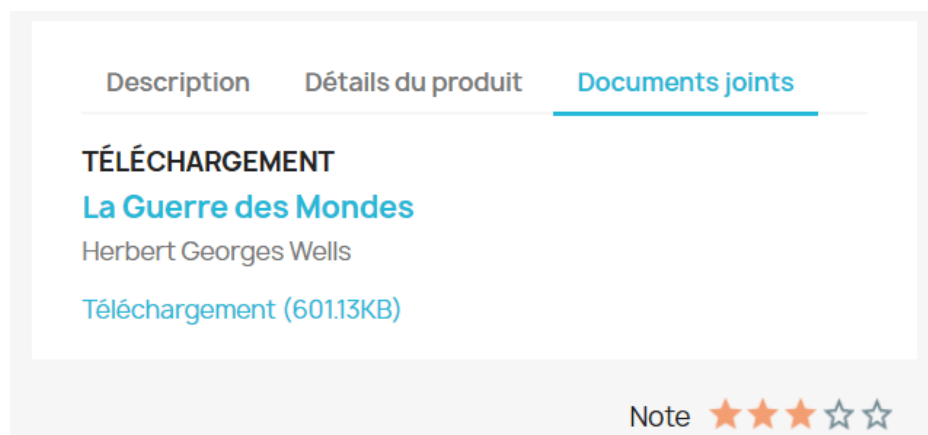 Description Détails du produit Documents joints
TÉLÉCHARGEMENT
La Guerre des Mondes
Herbert Georges Wells
Téléchargement (601.13KB)
Note